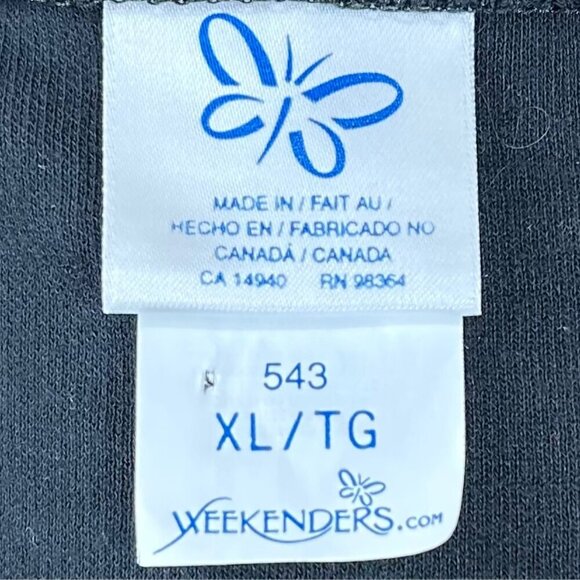 MADE IN / FAIT AU /
HECHO EN / FABRICADO NO
CANADÁ / CANADA
CA 14940 RN 98364
543
XL/TG
WEEKENDERS.COM